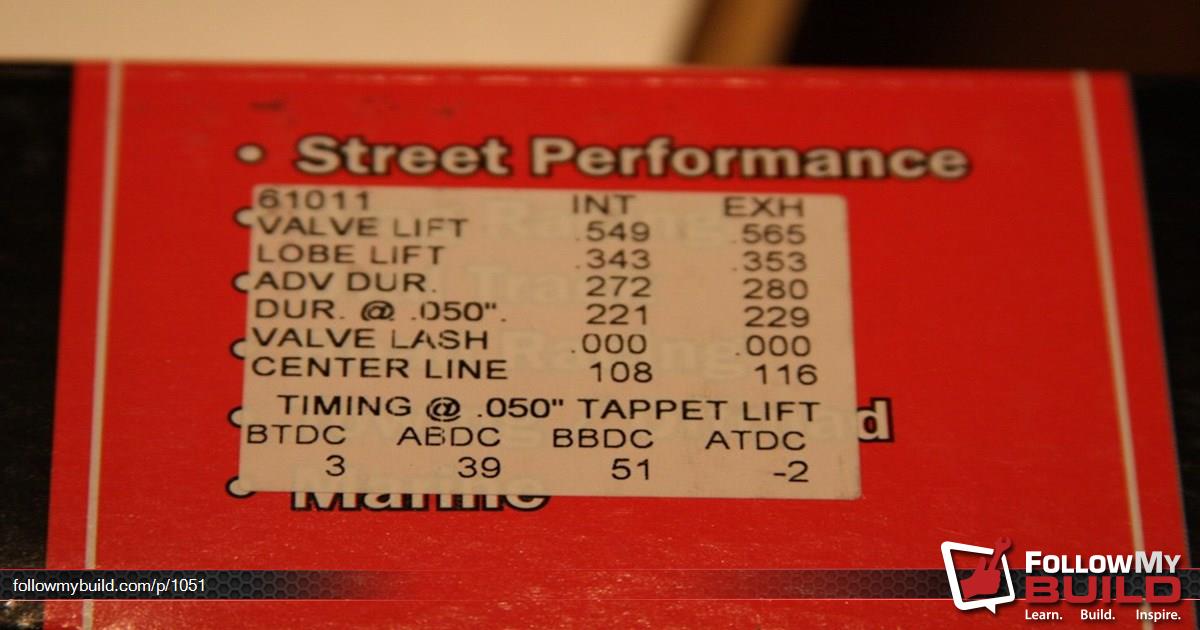 • Street Performance
61011 INT EXH
VALVE LIFT .549 .565
LOBE LIFT .343 .353
ADV DUR. 272 280
DUR. @ .050". 221 229
VALVE LASH .000 .000
CENTER LINE 108 116
TIMING @ .050" TAPPET LIFT
BTDC ABDC BBDC ATDC
3 39 51 -2
• Marine
followmybuild.com/p/1051
FOLLOWMY
BUILD
Learn. Build. Inspire.